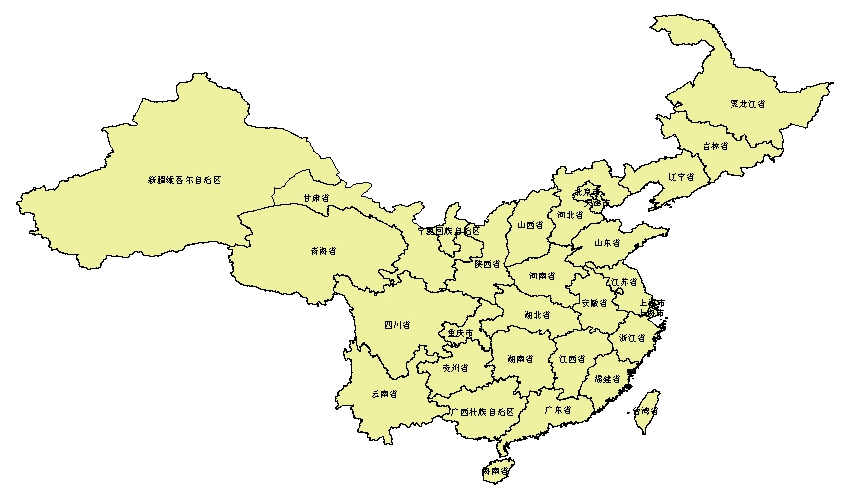 黑龙江省
吉林省
辽宁省
新疆维吾尔自治区
甘肃省
北京市
天津市
河北省
山西省
宁夏回族自治区
山东省
青海省
陕西省
河南省
江苏省
安徽省
上海市
上海市
湖北省
四川省
重庆市
浙江省
湖南省
江西省
贵州省
福建省
云南省
广西壮族自治区
广东省
台湾省
海南省